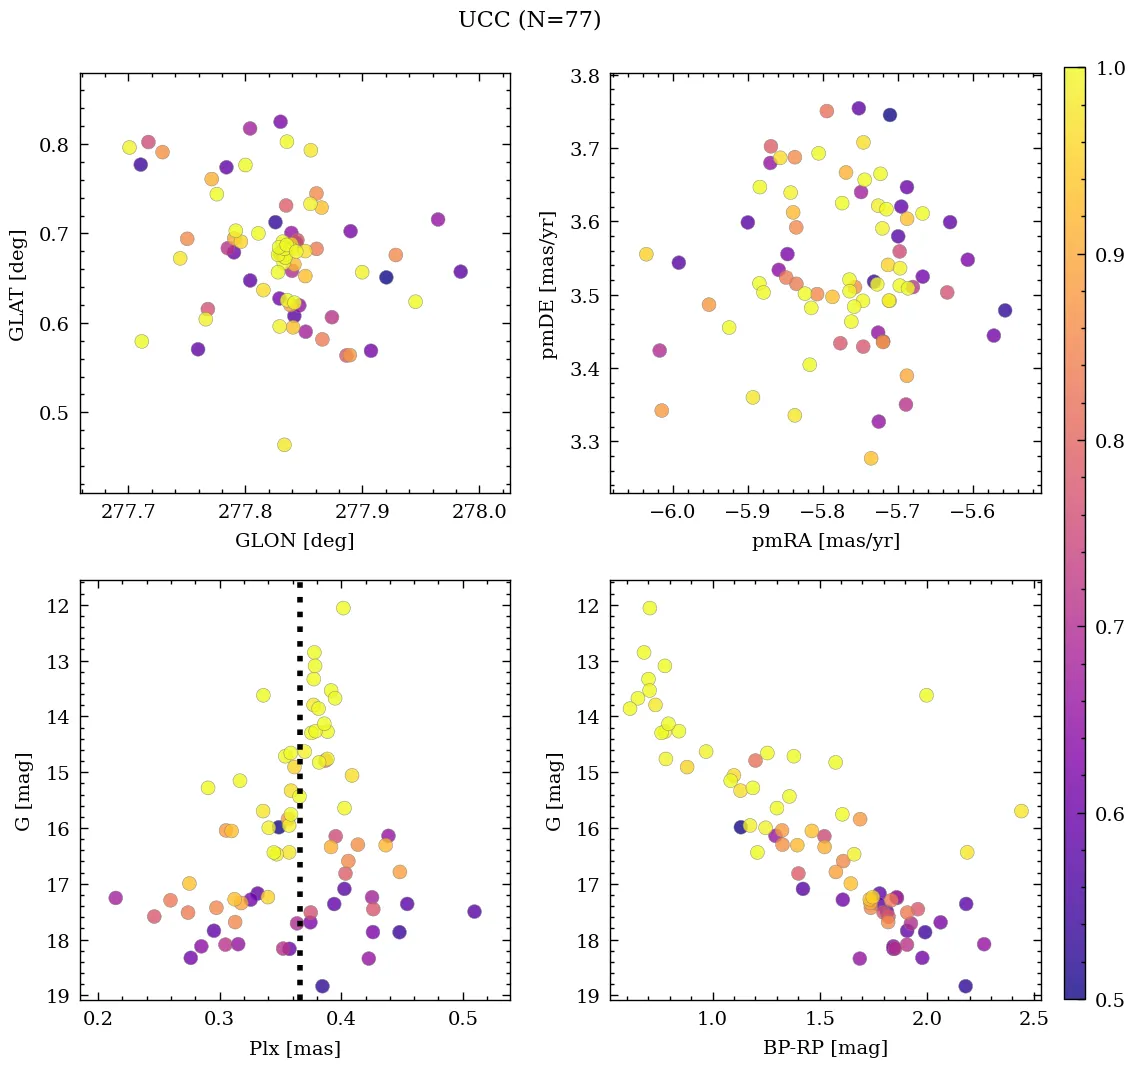 UCC (N=77)
0.8
0.7
0.6
0.5
GLAT [deg]
277.7 277.8 277.9 278.0
GLON [deg]
3.8
3.7
3.6
3.5
3.4
3.3
pmDE [mas/yr]
−6.0 −5.9 −5.8 −5.7 −5.6
pmRA [mas/yr]
12
13
14
15
16
17
18
19
G [mag]
0.2 0.3 0.4 0.5
Plx [mas]
12
13
14
15
16
17
18
19
G [mag]
1.0 1.5 2.0 2.5
BP-RP [mag]
1.0
0.9
0.8
0.7
0.6
0.5